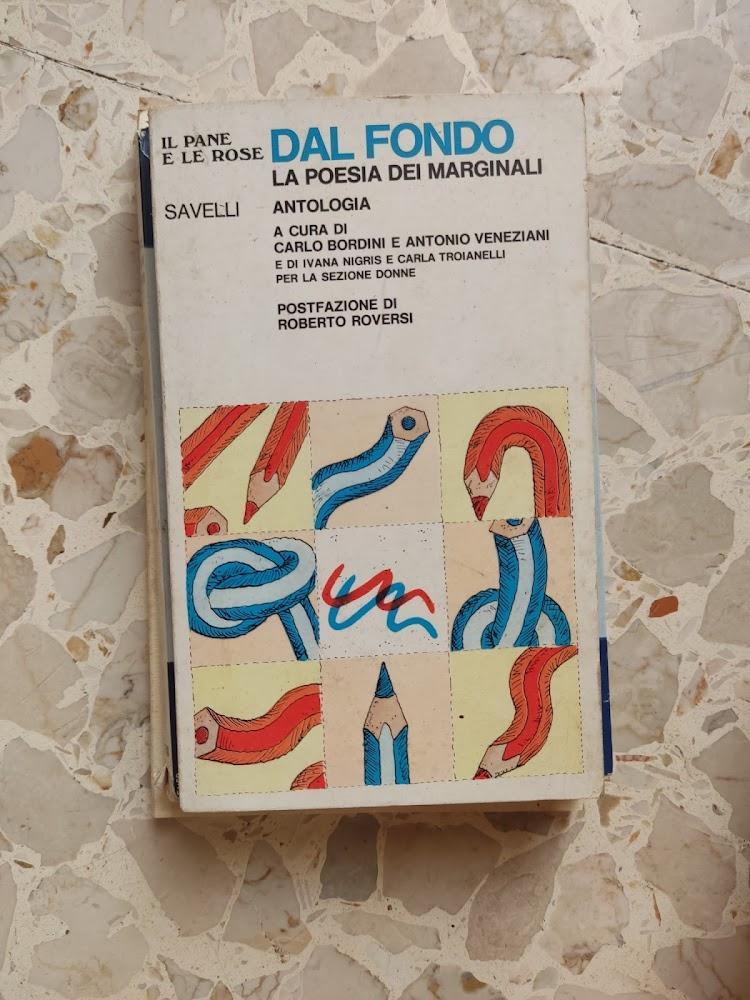 IL PANE
E LE ROSE
SAVELLI
DAL FONDO
LA POESIA DEI MARGINALI
ANTOLOGIA
A CURA DI
CARLO BORDINI E ANTONIO VENEZIANI
E DI IVANA NIGRIS E CARLA TROIANELLI
PER LA SEZIONE DONNE
POSTFAZIONE DI
ROBERTO ROVERSI